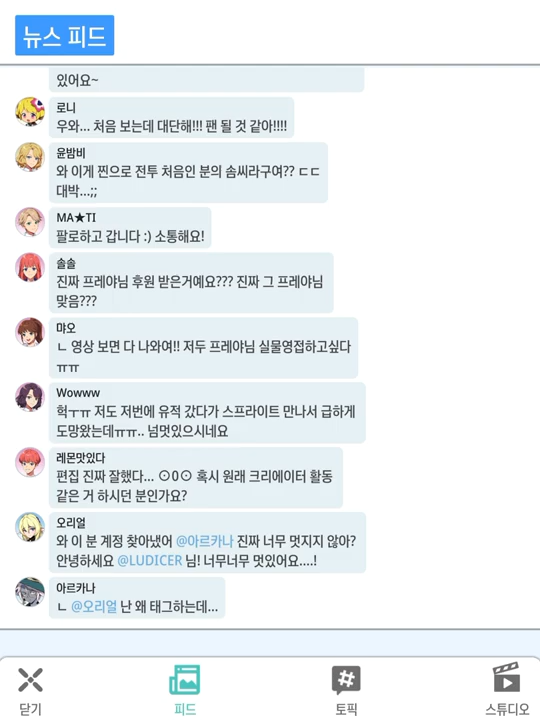 뉴스 피드
있어요~
로니
우와... 처음 보는데 대단해!!! 팬 될 것 같아!!!!
윤밤비
와 이게 찐으로 전투 처음인 분의 솜씨라구여?? ㄷㄷ
대박...;;
MA★TI
팔로하고 갑니다 :) 소통해요!
솔솔
진짜 프레야님 후원 받은거예요??? 진짜 그 프레야님
맞음???
먀오
ㄴ 영상 보면 다 나와여!! 저두 프레야님 실물영접하고싶다
ㅠㅠ
Wowww
헉ㅜㅠ 저도 저번에 유적 갔다가 스프라이트 만나서 급하게
도망왔는데ㅠㅠ.. 넘멋있으시네요
레몬맛있다
편집 진짜 잘했다... ⊙0⊙ 혹시 원래 크리에이터 활동
같은 거 하시던 분인가요?
오리얼
와 이 분 계정 찾아냈어 @아르카나 진짜 너무 멋지지 않아?
안녕하세요 @LUDICER 님! 너무너무 멋있어요....!
아르카나
ㄴ @오리얼 난 왜 태그하는데...
닫기
피드
토픽
스튜디오